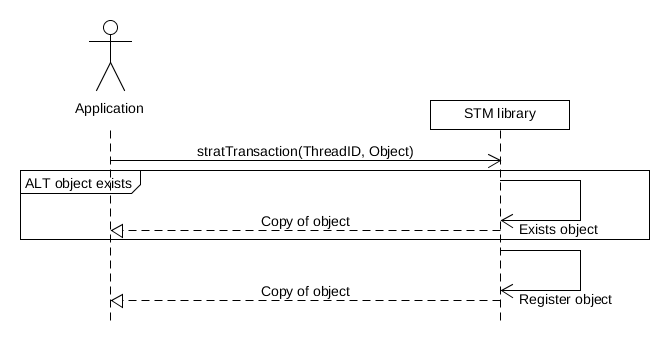 Application
STM library
stratTransaction(ThreadID, Object)
ALT object exists
Copy of object
Exists object
Copy of object
Register object